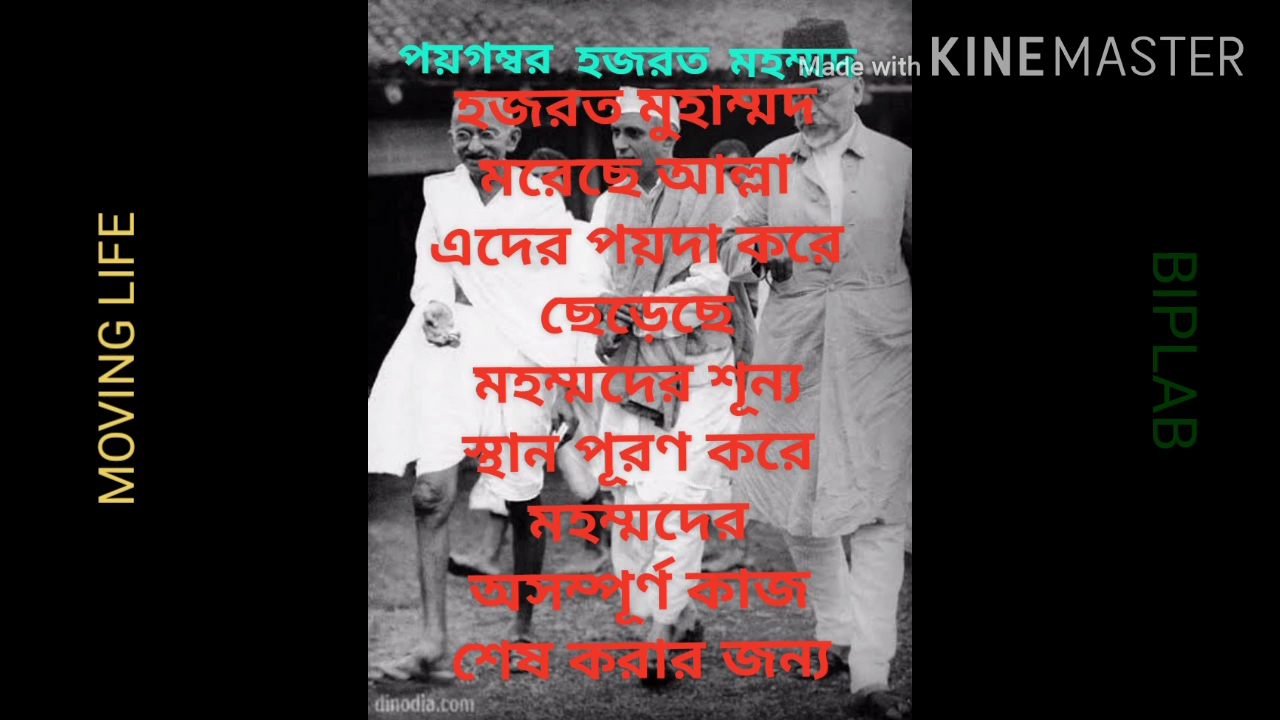 পয়গম্বর হজরত মহম্মদ
Made with KINEMASTER
হজরত মুহাম্মদ
মরেছে আল্লা
এদের পয়দা করে
ছেড়েছে
মহম্মদের শূন্য
স্থান পূরণ করে
মহম্মদের
অসম্পূর্ণ কাজ
শেষ করার জন্য
MOVING LIFE
BIPLAB
dinodia.com